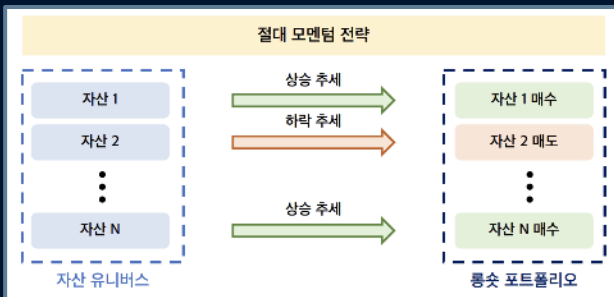 절대 모멘텀 전략
상승 추세
자산 1
자산 1 매수
하락 추세
자산 2
자산 2 매도
상승 추세
자산 N
자산 N 매수
자산 유니버스
롱숏 포트폴리오